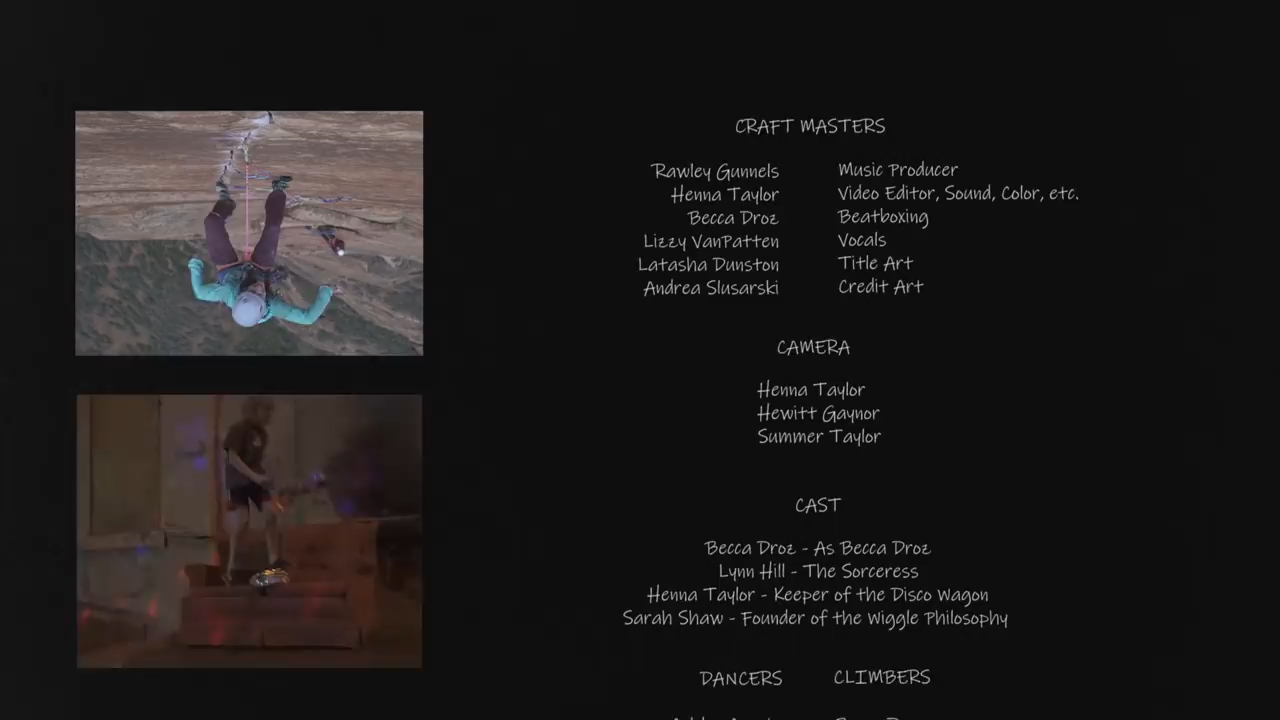 CRAFT MASTERS
Rawley Gunnels Music Producer
Henna Taylor Video Editor, Sound, Color, etc.
Becca Droz Beatboxing
Lizzy VanPatten Vocals
Latasha Dunston Title Art
Andrea Slusarski Credit Art
CAMERA
Henna Taylor
Hewitt Gaynor
Summer Taylor
CAST
Becca Droz - As Becca Droz
Lynn Hill - The Sorceress
Henna Taylor - Keeper of the Disco Wagon
Sarah Shaw - Founder of the Wiggle Philosophy
DANCERS CLIMBERS